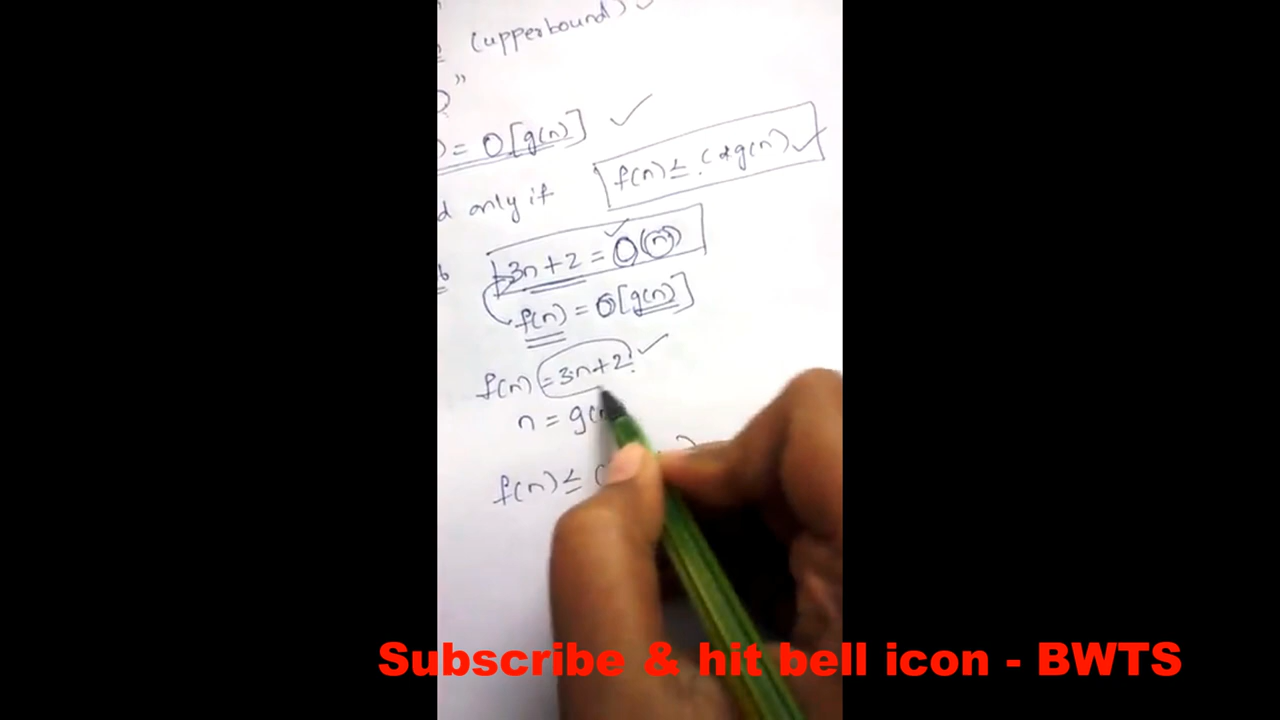 (upperbound)
"
) = O[g(n)]
only if f(n) ≤ C*g(n)
3n+2 = O(n)
f(n) = O[g(n)]
f(n) = 3n+2
n = g(
f(n) ≤ C
Subscribe & hit bell icon - BWTS